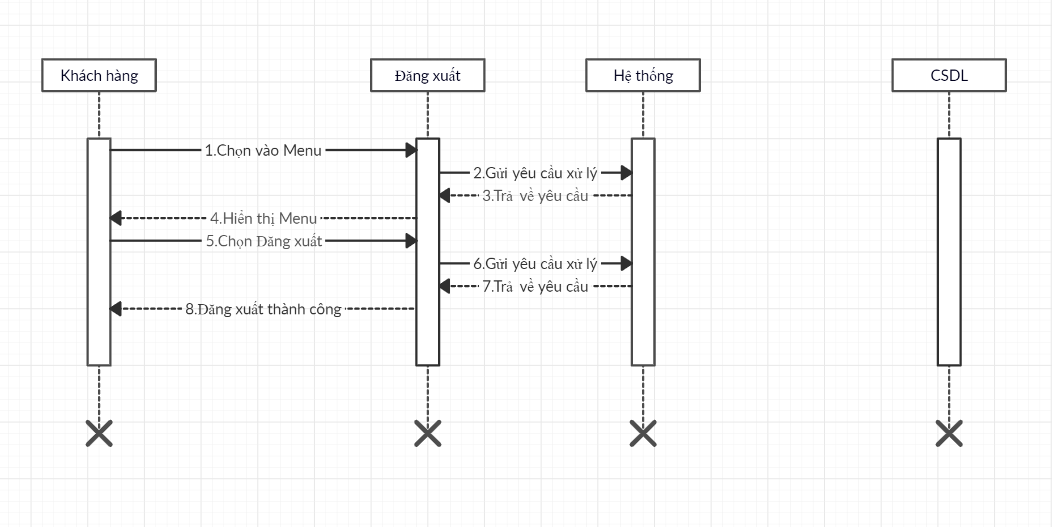 Khách hàng
Đăng xuất
Hệ thống
CSDL
1.Chọn vào Menu
2.Gửi yêu cầu xử lý
3.Trả về yêu cầu
4.Hiển thị Menu
5.Chọn Đăng xuất
6.Gửi yêu cầu xử lý
7.Trả về yêu cầu
8.Đăng xuất thành công